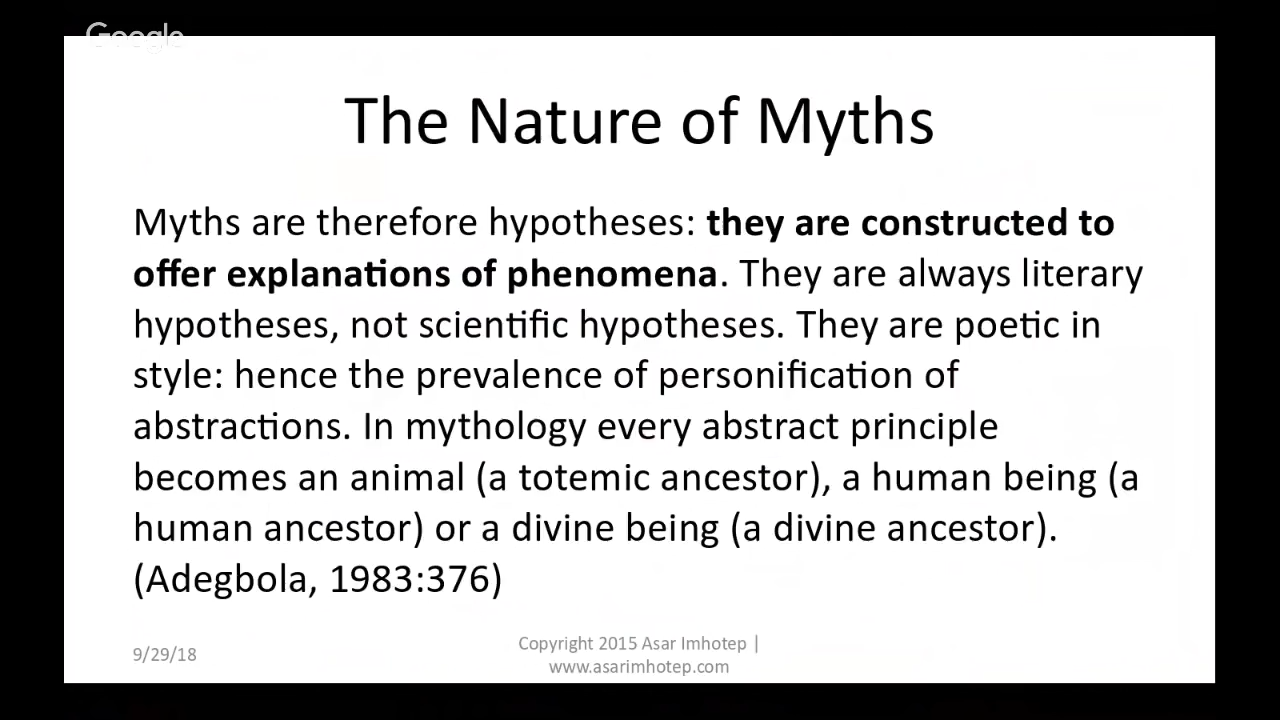 Google
The Nature of Myths
Myths are therefore hypotheses: they are constructed to
offer explanations of phenomena. They are always literary
hypotheses, not scientific hypotheses. They are poetic in
style: hence the prevalence of personification of
abstractions. In mythology every abstract principle
becomes an animal (a totemic ancestor), a human being (a
human ancestor) or a divine being (a divine ancestor).
(Adegbola, 1983:376)
9/29/18
Copyright 2015 Asar Imhotep |
www.asarimhotep.com